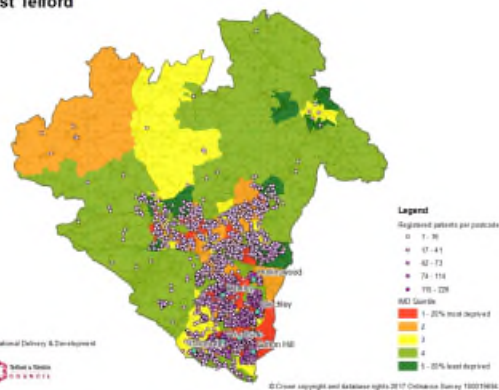 st Telford
Legend
Registered patients per postcode
1 - 16
17 - 41
42 - 73
74 - 114
115 - 228
IMD Quintile
1 - 20% most deprived
2
3
4
5 - 20% least deprived
ational Delivery & Development
Telford & Wrekin
COUNCIL
© Crown copyright and database rights 2017 Ordnance Survey